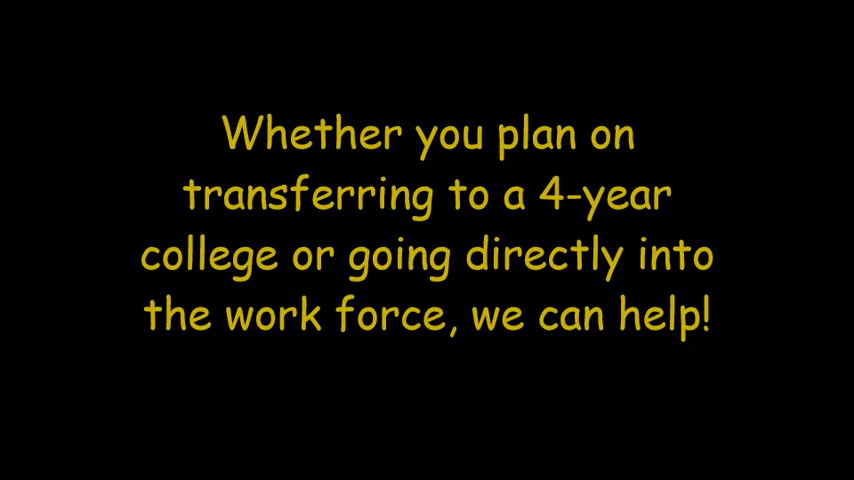 Whether you plan on
transferring to a 4-year
college or going directly into
the work force, we can help!